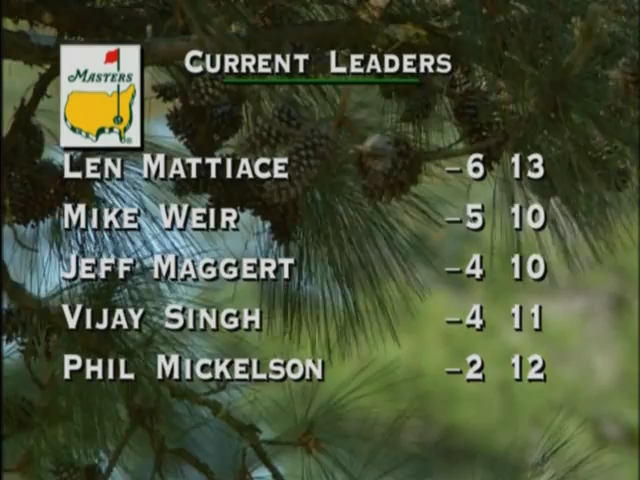 Masters
Current Leaders
Len Mattiace -6 13
Mike Weir -5 10
Jeff Maggert -4 10
Vijay Singh -4 11
Phil Mickelson -2 12